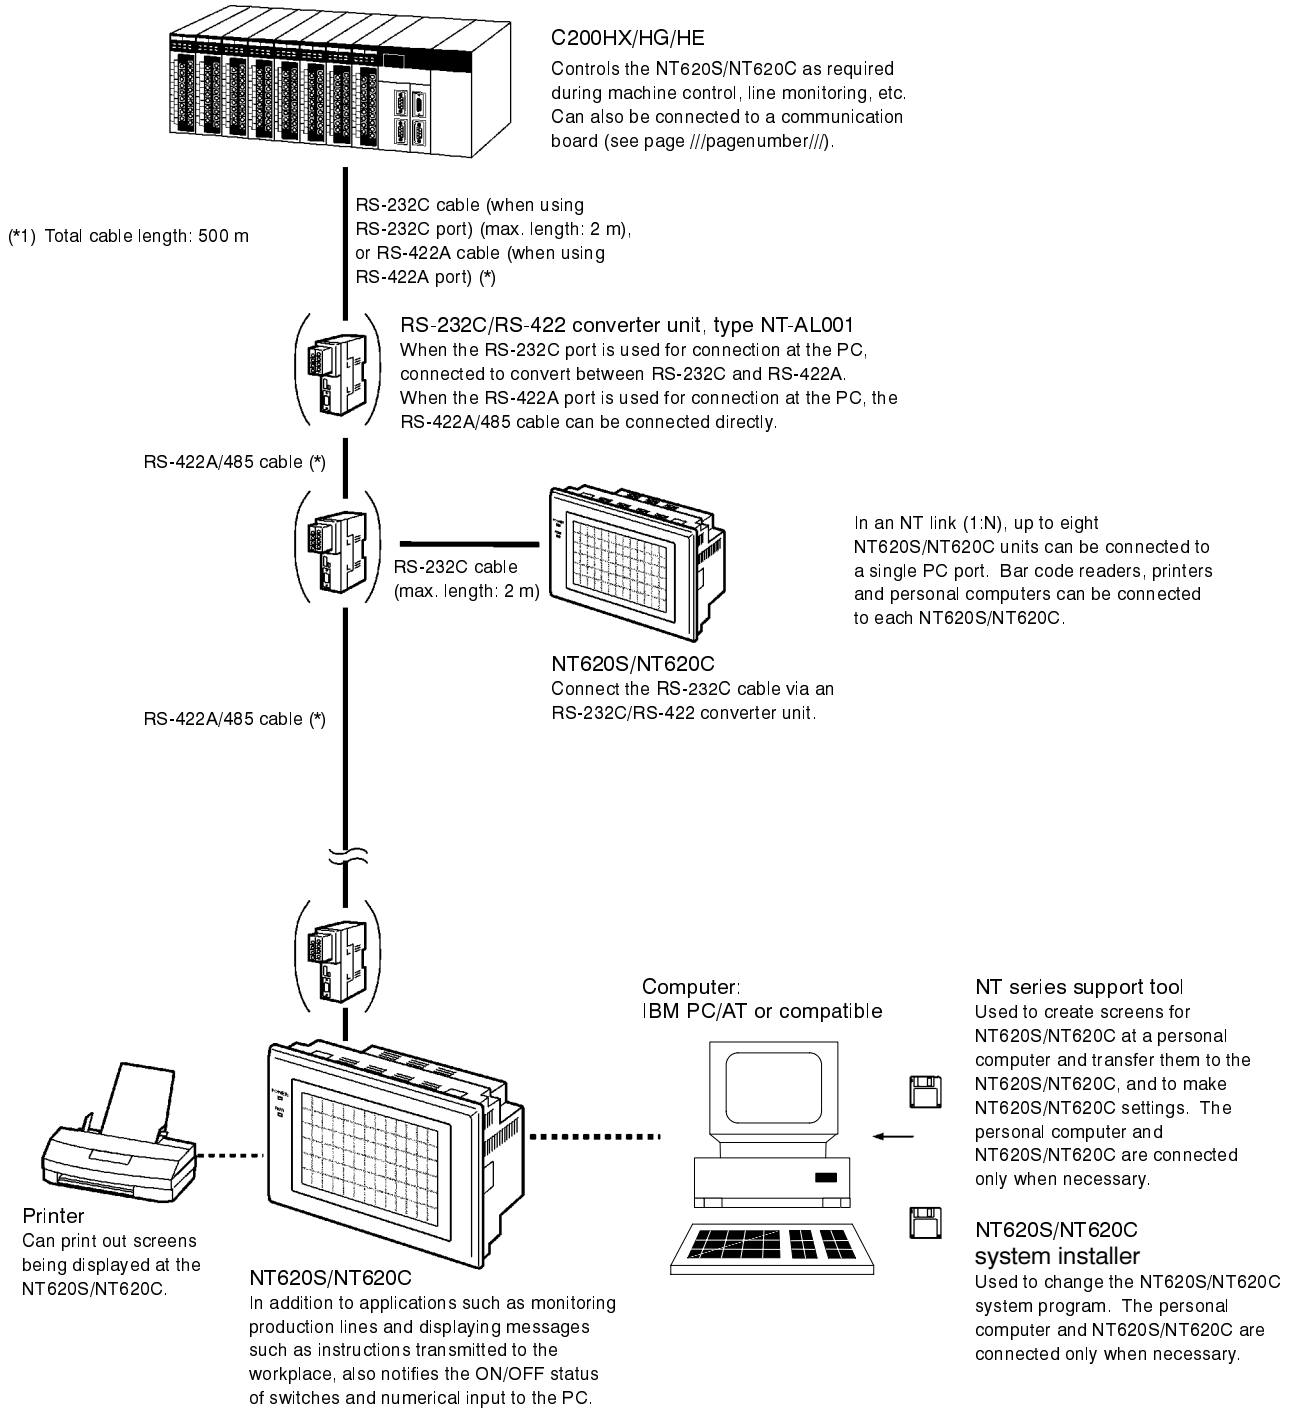 C200HX/HG/HE
Controls the NT620S/NT620C as required
during machine control, line monitoring, etc.
Can also be connected to a communication
board (see page ///pagenumber///).
RS-232C cable (when using
RS-232C port) (max. length: 2 m),
or RS-422A cable (when using
RS-422A port) (*)
(*1) Total cable length: 500 m
RS-232C/RS-422 converter unit, type NT-AL001
When the RS-232C port is used for connection at the PC,
connected to convert between RS-232C and RS-422A.
When the RS-422A port is used for connection at the PC, the
RS-422A/485 cable can be connected directly.
RS-422A/485 cable (*)
RS-232C cable
(max. length: 2 m)
In an NT link (1:N), up to eight
NT620S/NT620C units can be connected to
a single PC port. Bar code readers, printers
and personal computers can be connected
to each NT620S/NT620C.
NT620S/NT620C
Connect the RS-232C cable via an
RS-232C/RS-422 converter unit.
RS-422A/485 cable (*)
Computer:
IBM PC/AT or compatible
NT series support tool
Used to create screens for
NT620S/NT620C at a personal
computer and transfer them to the
NT620S/NT620C, and to make
NT620S/NT620C settings. The
personal computer and
NT620S/NT620C are connected
only when necessary.
Printer
Can print out screens
being displayed at the
NT620S/NT620C.
NT620S/NT620C
In addition to applications such as monitoring
production lines and displaying messages
such as instructions transmitted to the
workplace, also notifies the ON/OFF status
of switches and numerical input to the PC.
NT620S/NT620C
system installer
Used to change the NT620S/NT620C
system program. The personal
computer and NT620S/NT620C are
connected only when necessary.